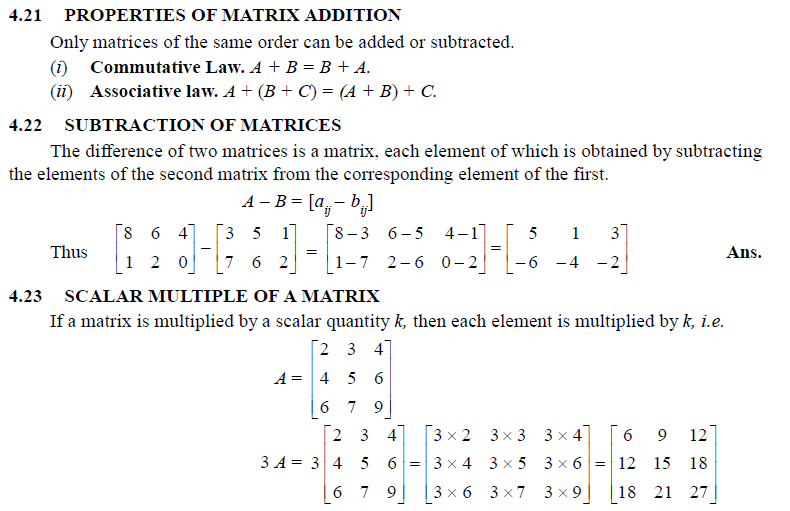 4.21 PROPERTIES OF MATRIX ADDITION
Only matrices of the same order can be added or subtracted.
(i) Commutative Law. A + B = B + A.
(ii) Associative law. A + (B + C) = (A + B) + C.
4.22 SUBTRACTION OF MATRICES
The difference of two matrices is a matrix, each element of which is obtained by subtracting
the elements of the second matrix from the corresponding element of the first.
A – B = [a_ij – b_ij]
Thus [8 6 4; 1 2 0] – [3 5 1; 7 6 2] = [8–3 6–5 4–1; 1–7 2–6 0–2] = [5 1 3; –6 –4 –2] Ans.
4.23 SCALAR MULTIPLE OF A MATRIX
If a matrix is multiplied by a scalar quantity k, then each element is multiplied by k, i.e.
A = [2 3 4; 4 5 6; 6 7 9]
3 A = 3 [2 3 4; 4 5 6; 6 7 9] = [3 × 2 3 × 3 3 × 4; 3 × 4 3 × 5 3 × 6; 3 × 6 3 × 7 3 × 9] = [6 9 12; 12 15 18; 18 21 27]